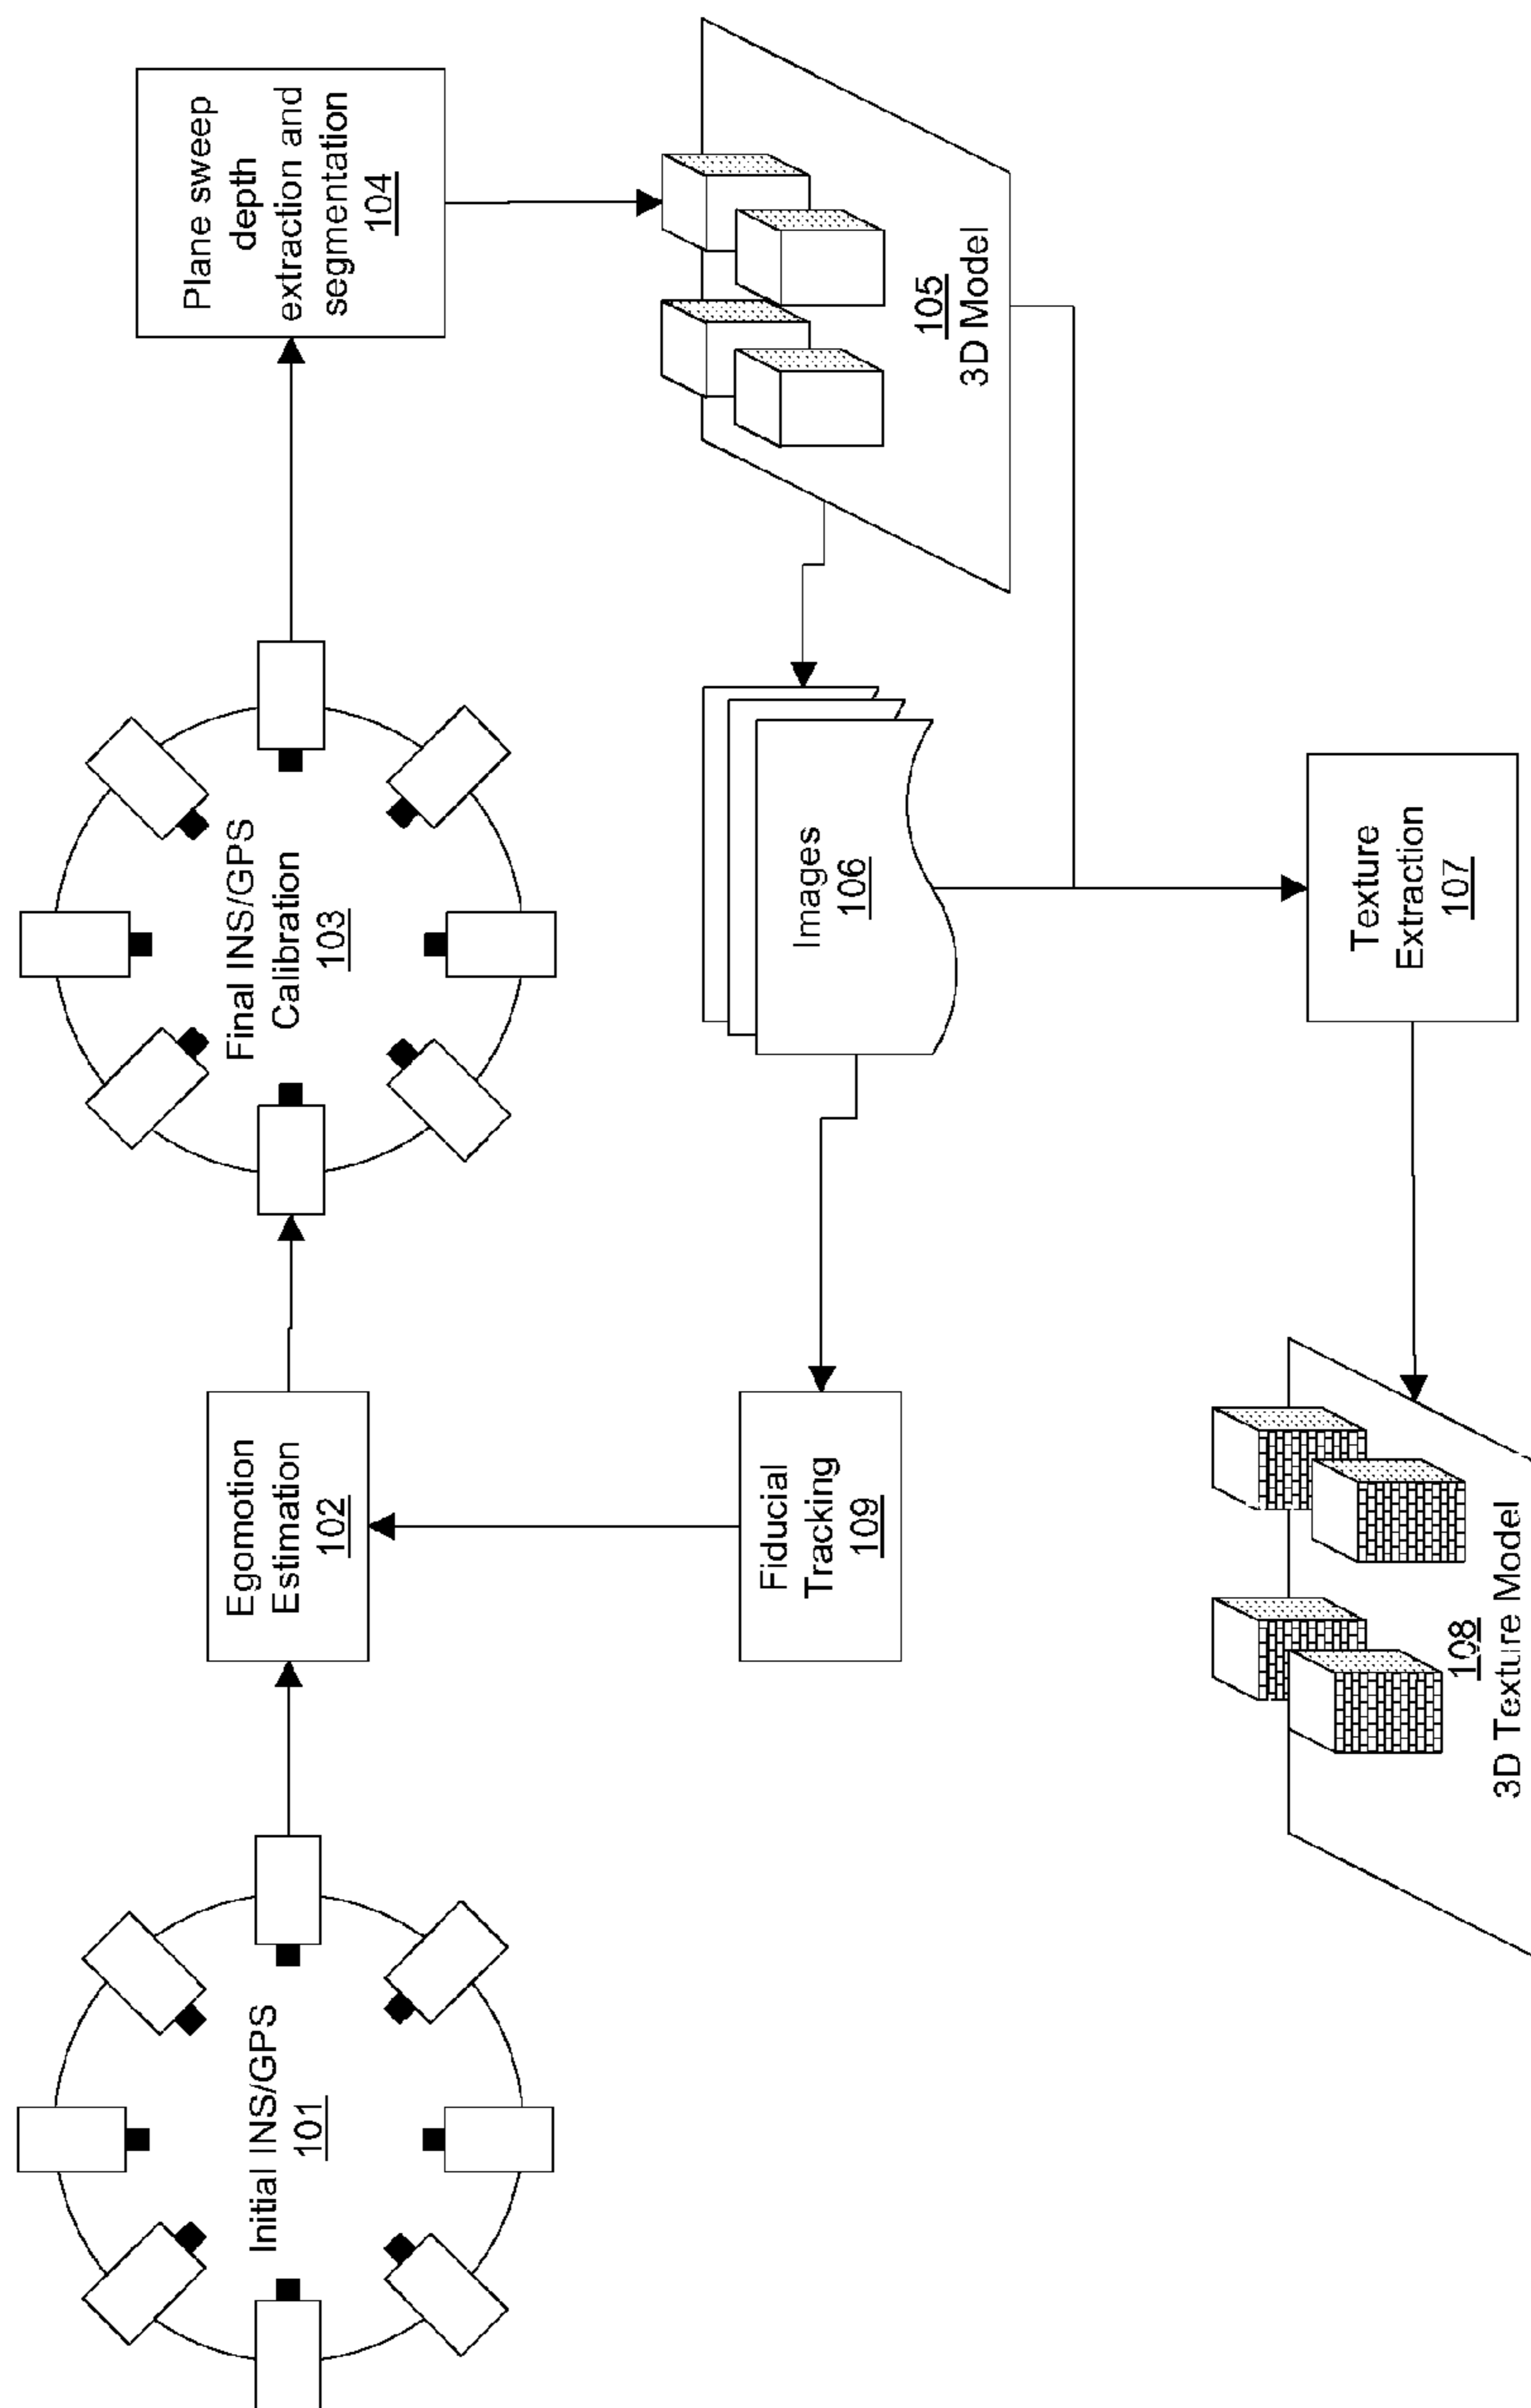 Initial INS/GPS
101
Egomotion
Estimation
102
Final INS/GPS
Calibration
103
Plane sweep
depth
extraction and
segmentation
104
105
3D Model
Images
106
Fiducial
Tracking
109
Texture
Extraction
107
108
3D Texture Model